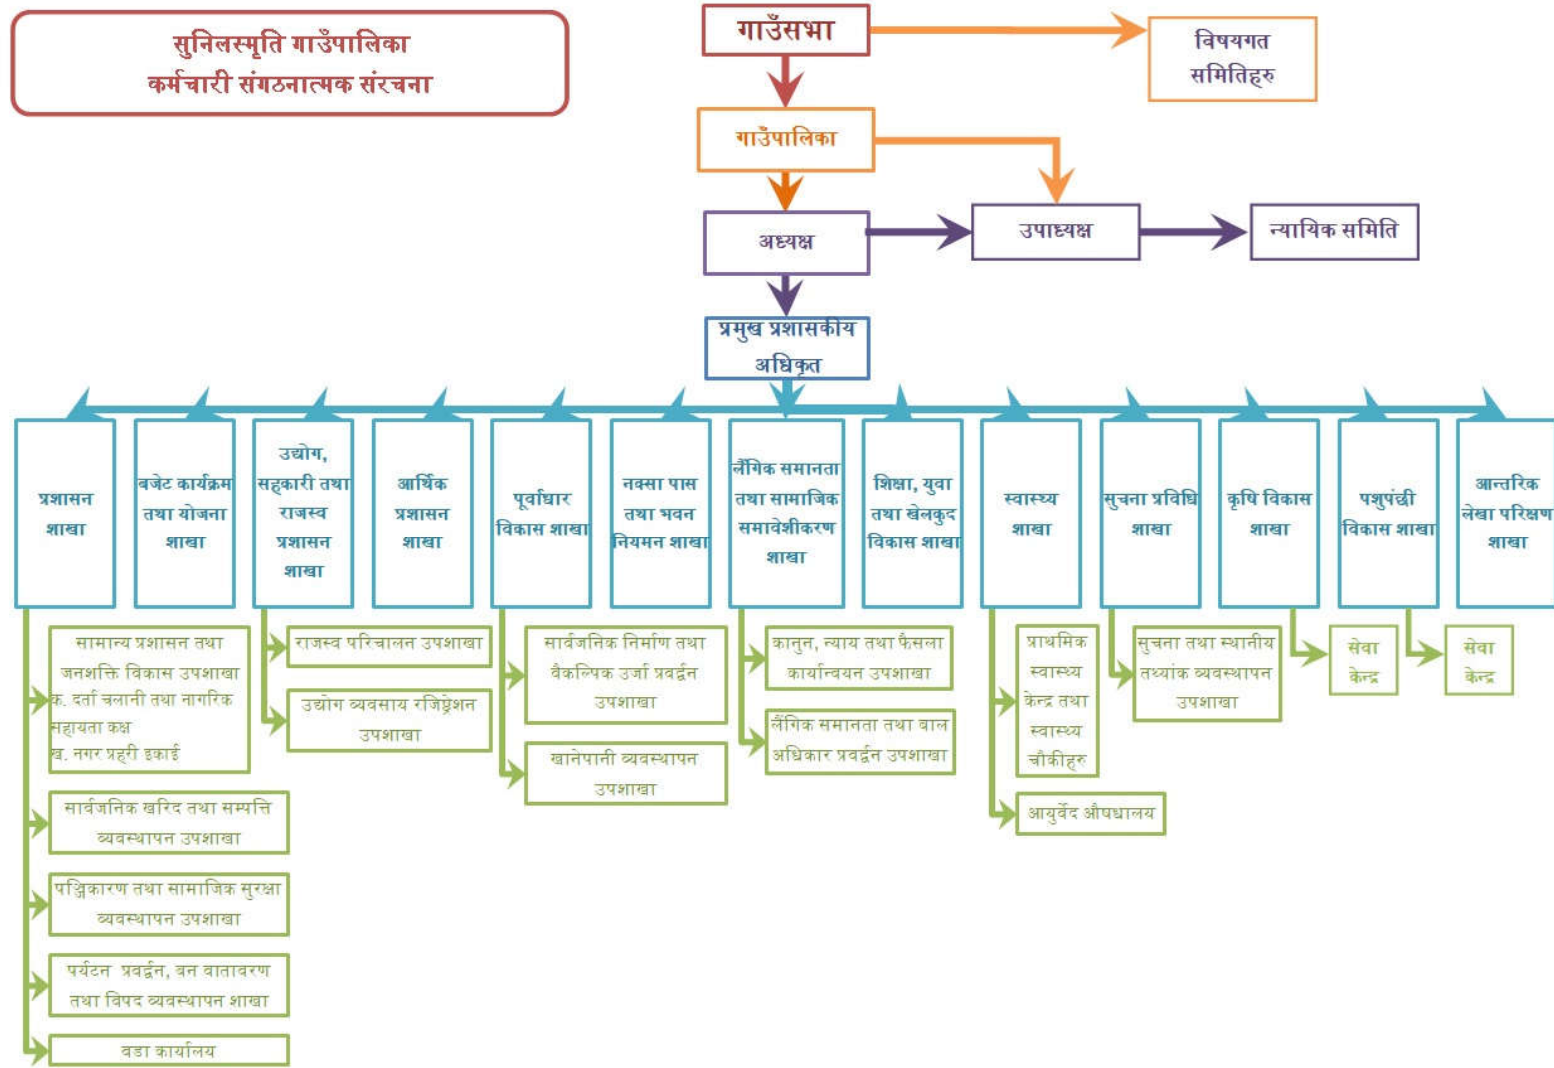 सुनिलस्मृति गाउँपालिका
कर्मचारी संगठनात्मक संरचना
गाउँसभा
विषयगत
समितिहरु
गाउँपालिका
अध्यक्ष
उपाध्यक्ष
न्यायिक समिति
प्रमुख प्रशासकीय
अधिकृत
प्रशासन
शाखा
बजेट कार्यक्रम
तथा योजना
शाखा
उद्योग,
सहकारी तथा
राजस्व
प्रशासन
शाखा
आर्थिक
प्रशासन
शाखा
पूर्वाधार
विकास शाखा
नक्सा पास
तथा भवन
नियमन शाखा
लैंगिक समानता
तथा सामाजिक
समावेशीकरण
शाखा
शिक्षा, युवा
तथा खेलकुद
विकास शाखा
स्वास्थ्य
शाखा
सुचना प्रविधि
शाखा
कृषि विकास
शाखा
पशुपंछी
विकास शाखा
आन्तरिक
लेखा परिक्षण
शाखा
सामान्य प्रशासन तथा
जनशक्ति विकास उपशाखा
क. दर्ता चलानी तथा नागरिक
सहायता कक्ष
ख. नगर प्रहरी इकाई
सार्वजनिक खरिद तथा सम्पत्ति
व्यवस्थापन उपशाखा
पञ्जिकारण तथा सामाजिक सुरक्षा
व्यवस्थापन उपशाखा
पर्यटन प्रवर्द्वन, बन वातावरण
तथा विपद व्यवस्थापन शाखा
वडा कार्यालय
राजस्व परिचालन उपशाखा
उद्योग व्यवसाय रजिष्ट्रेशन
उपशाखा
सार्वजनिक निर्माण तथा
वैकल्पिक उर्जा प्रवर्द्वन
उपशाखा
खानेपानी व्यवस्थापन
उपशाखा
कानुन, न्याय तथा फैसला
कार्यान्वयन उपशाखा
लैंगिक समानता तथा बाल
अधिकार प्रवर्द्वन उपशाखा
प्राथमिक
स्वास्थ्य
केन्द्र तथा
स्वास्थ्य
चौकीहरु
आयुर्वेद औषधालय
सुचना तथा स्थानीय
तथ्यांक व्यवस्थापन
उपशाखा
सेवा
केन्द्र
सेवा
केन्द्र